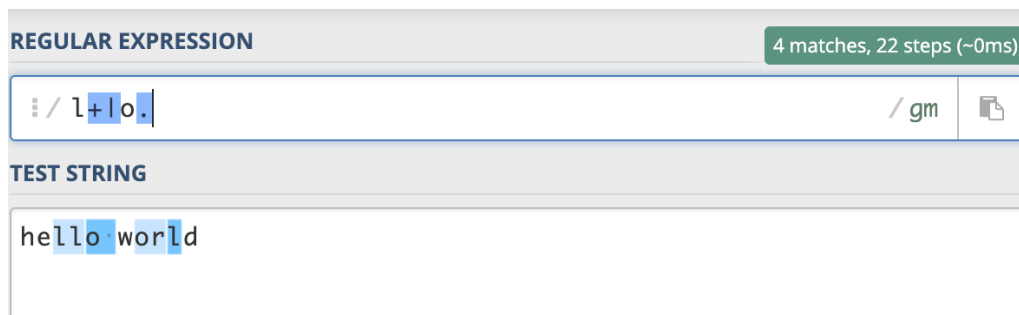 REGULAR EXPRESSION
4 matches, 22 steps (~0ms)
/ l+|o. / gm
TEST STRING
hello world